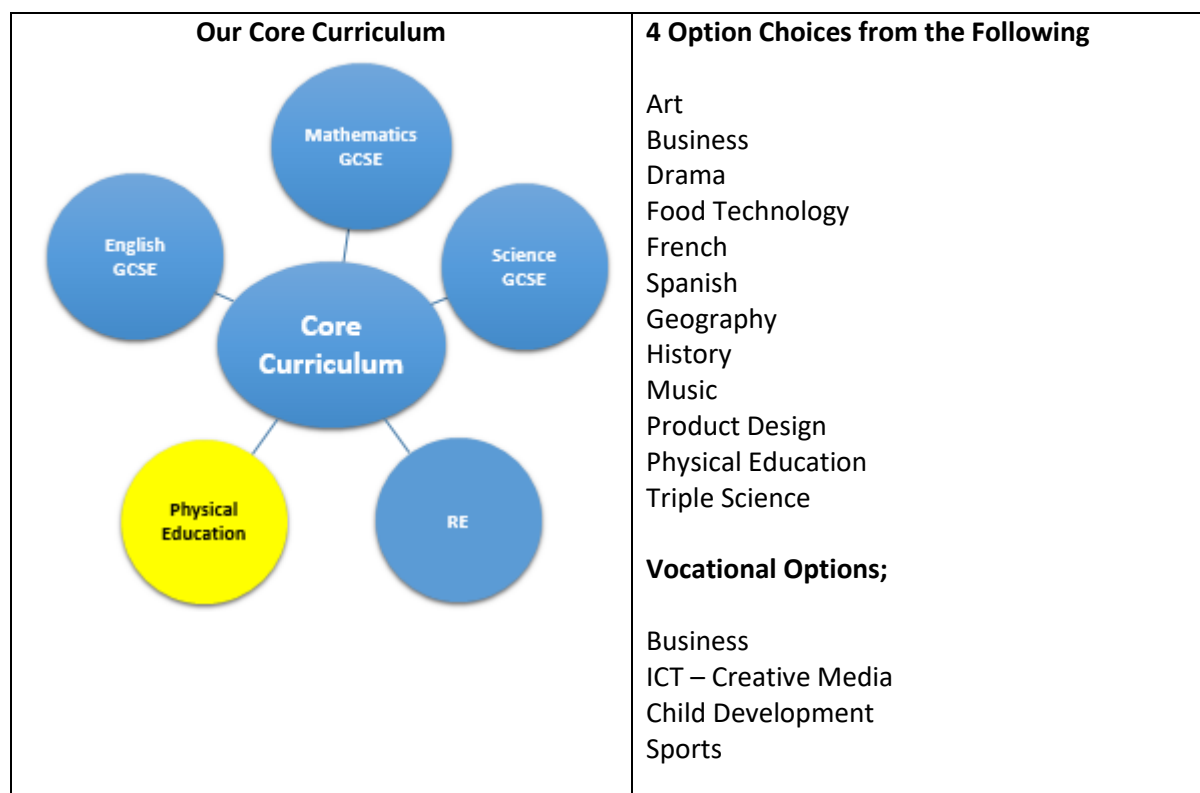 Our Core Curriculum
Mathematics
GCSE
English
GCSE
Science
GCSE
Core
Curriculum
Physical
Education
RE
4 Option Choices from the Following
Art
Business
Drama
Food Technology
French
Spanish
Geography
History
Music
Product Design
Physical Education
Triple Science
Vocational Options;
Business
ICT – Creative Media
Child Development
Sports